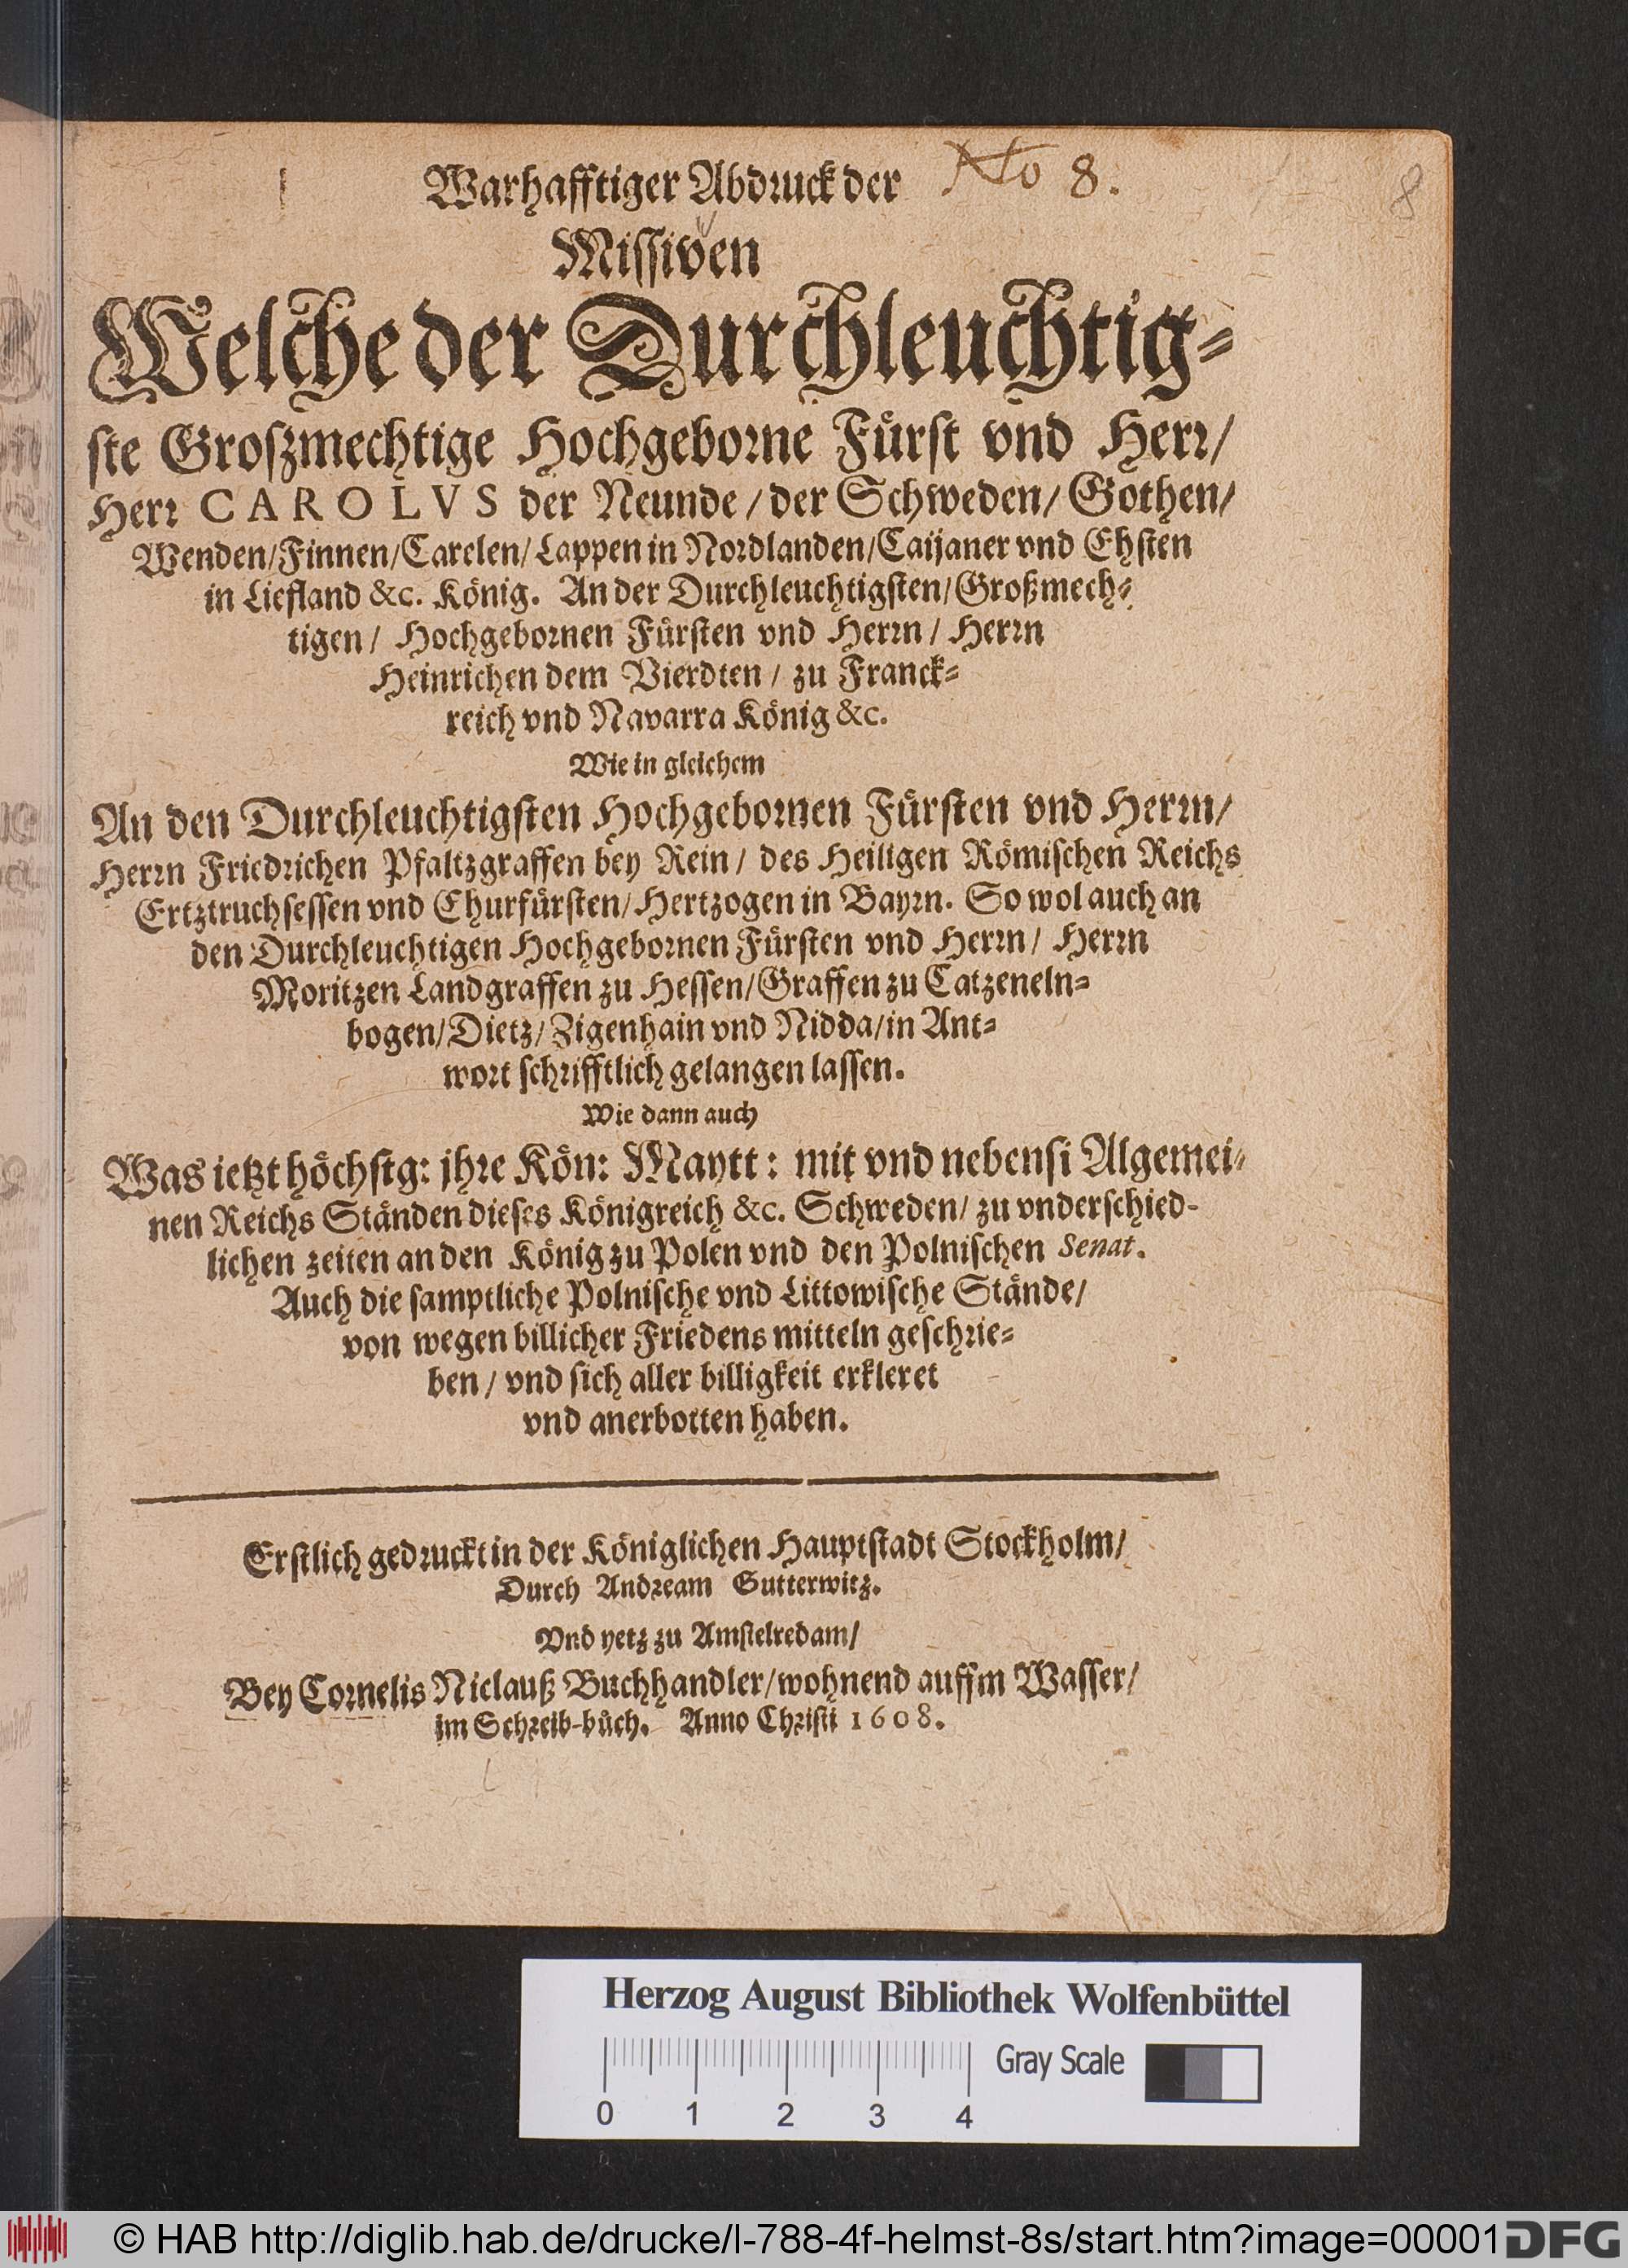 Warhafftiger Abdruck der
No 8.
8
Missiven
Welche der Durchleuchtig-
ste Groszmechtige Hochgeborne Fürst vnd Herr/
Herr CAROLVS der Neunde/der Schweden/Gothen/
Wenden/Finnen/Carelen/Lappen in Nordlanden/Caijaner vnd Ehsten
in Liefland &c. König. An der Durchleuchtigsten/Großmech-
tigen/ Hochgebornen Fürsten vnd Herrn/ Herrn
Heinrichen dem Vierdten/ zu Franck-
reich vnd Navarra König &c.
Wie in gleichem
An den Durchleuchtigsten Hochgebornen Fürsten vnd Herrn/
Herrn Friedrichen Pfaltzgraffen bey Rein/ des Heiligen Römischen Reichs
Ertztruchsessen vnd Churfürsten/Hertzogen in Bayrn. So wol auch an
den Durchleuchtigen Hochgebornen Fürsten vnd Herrn/ Herrn
Moritzen Landgraffen zu Hessen/Graffen zu Catzeneln-
bogen/Dietz/Zigenhain vnd Nidda/in Ant-
wort schrifftlich gelangen lassen.
Wie dann auch
Was ietzt höchstg: jhre Kön: Maytt: mit vnd nebensi Algemei-
nen Reichs Ständen dieses Königreich &c. Schweden/ zu vnderschied-
lichen zeiten an den König zu Polen vnd den Polnischen Senat.
Auch die samptliche Polnische vnd Littowische Stände/
von wegen billicher Friedens mitteln geschrie-
ben/ vnd sich aller billigkeit erkleret
vnd anerbotten haben.
Erstlich gedruckt in der Königlichen Hauptstadt Stockholm/
Durch Andream Gutterwitz.
Vnd yetz zu Amstelredam/
Bey Cornelis Niclauß Buchhandler/wohnend auffm Wasser/
im Schreib-büch. Anno Christi 1608.
Herzog August Bibliothek Wolfenbüttel
Gray Scale
0 1 2 3 4
© HAB http://diglib.hab.de/drucke/l-788-4f-helmst-8s/start.htm?image=00001
DFG